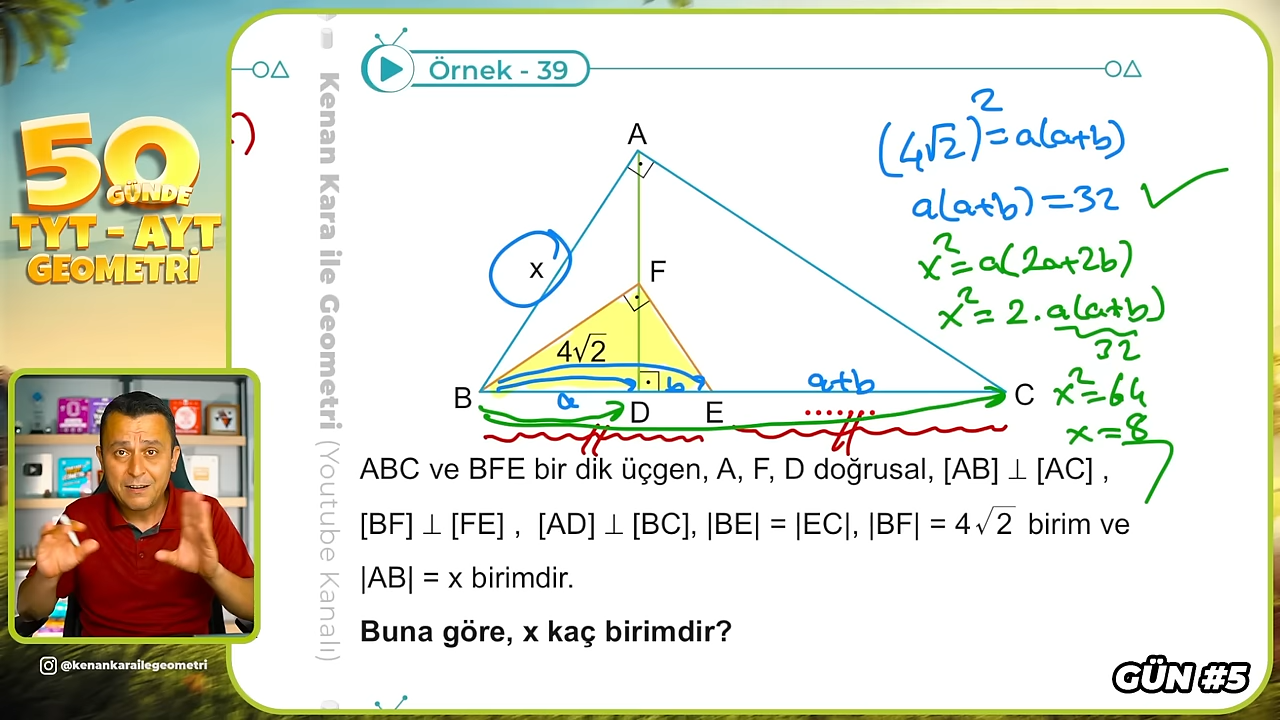 50
GÜNDE
TYT - AYT
GEOMETRİ
Kenan Kara ile Geometri (Youtube Kanalı)
Örnek - 39
A
x
F
4√2
B
D
E
C
a
b
a+b
(4√2)² = a(a+b)
a(a+b) = 32
x² = a(2a+2b)
x² = 2.a(a+b)
32
x² = 64
x = 8
ABC ve BFE bir dik üçgen, A, F, D doğrusal, [AB] ⊥ [AC] ,
[BF] ⊥ [FE] , [AD] ⊥ [BC], |BE| = |EC|, |BF| = 4√2 birim ve
|AB| = x birimdir.
Buna göre, x kaç birimdir?
@kenankarailegeometri
GÜN #5